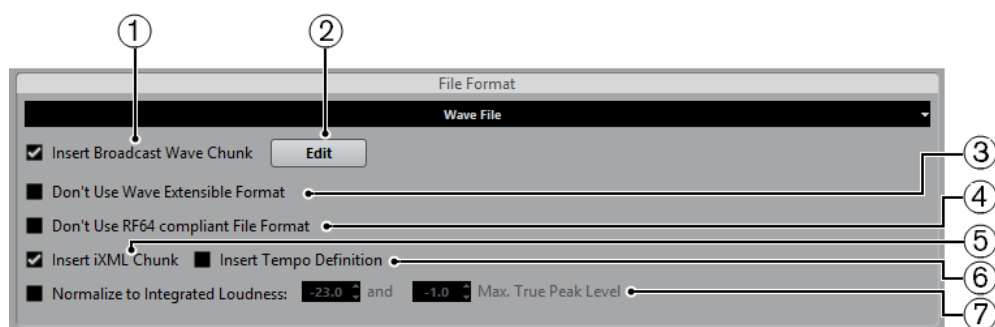 ① ②
File Format
Wave File
Insert Broadcast Wave Chunk Edit
③
Don't Use Wave Extensible Format
④
Don't Use RF64 compliant File Format
⑤
Insert iXML Chunk Insert Tempo Definition
⑥
Normalize to Integrated Loudness: -23.0 and -1.0 Max. True Peak Level
⑦